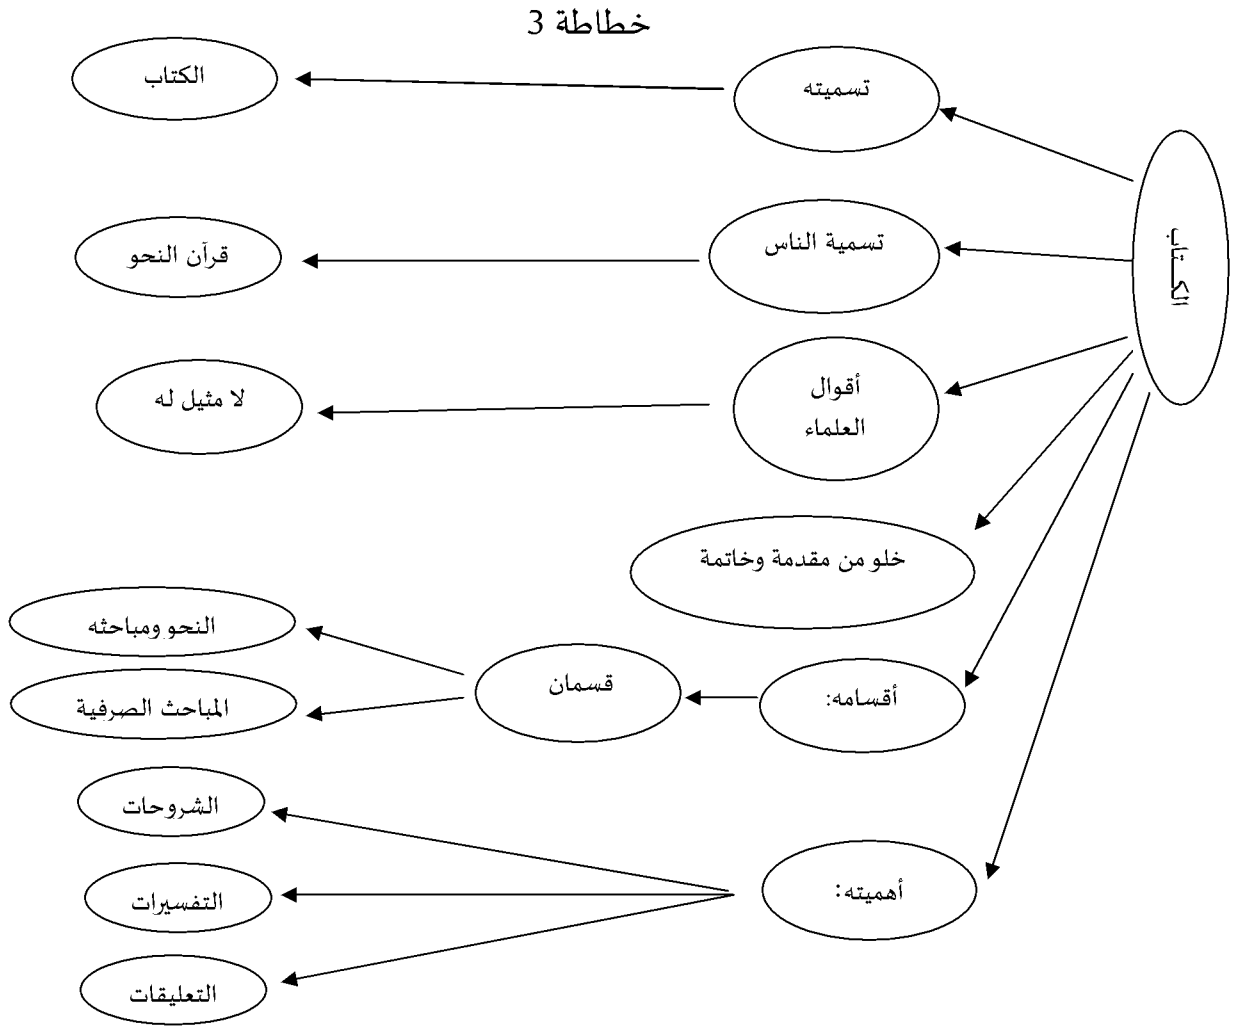 خطاطة 3
الكـتاب
تسميته
الكتاب
تسمية الناس
قرآن النحو
أقوال
العلماء
لا مثيل له
خلو من مقدمة وخاتمة
أقسامه:
قسمان
النحو ومباحثه
المباحث الصرفية
أهميته:
الشروحات
التفسيرات
التعليقات